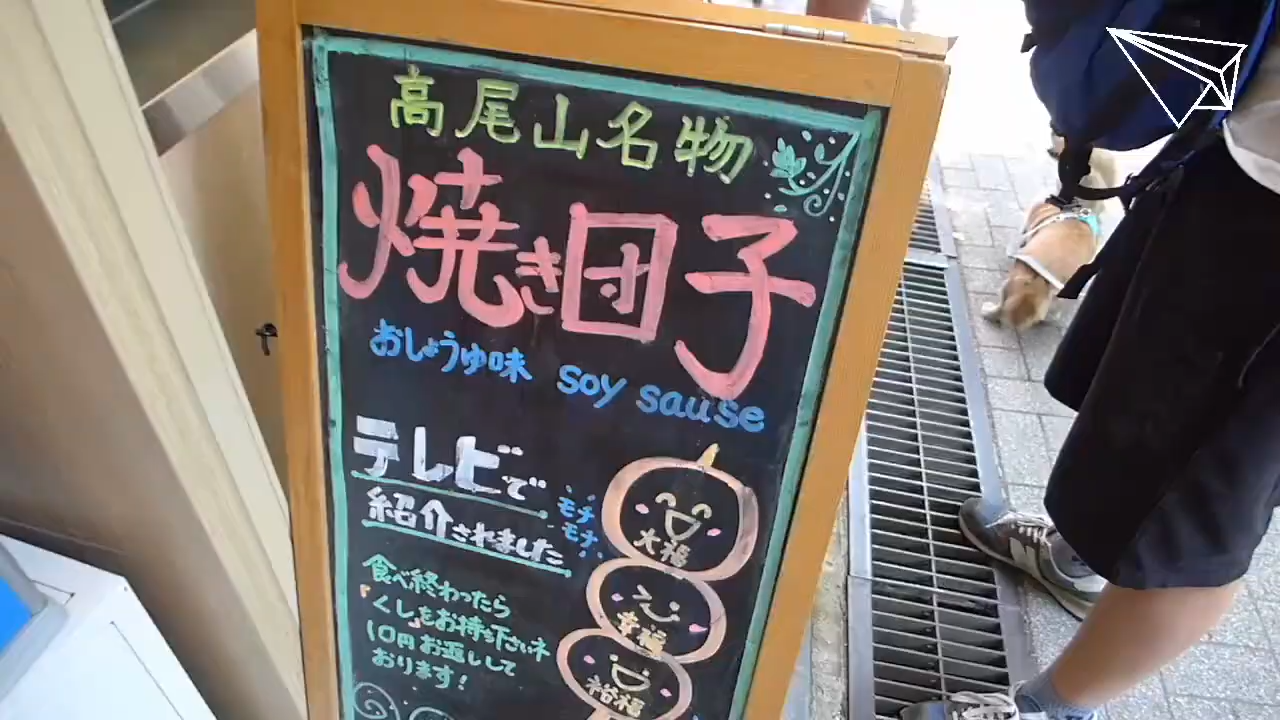 高尾山名物
焼き団子
おしょうゆ味 soy sause
テレビで
紹介されました
モチ
モチ
大福
幸福
裕福
食べ終わったら
「くし」をお持ち下さいネ
10円お返しして
おります!